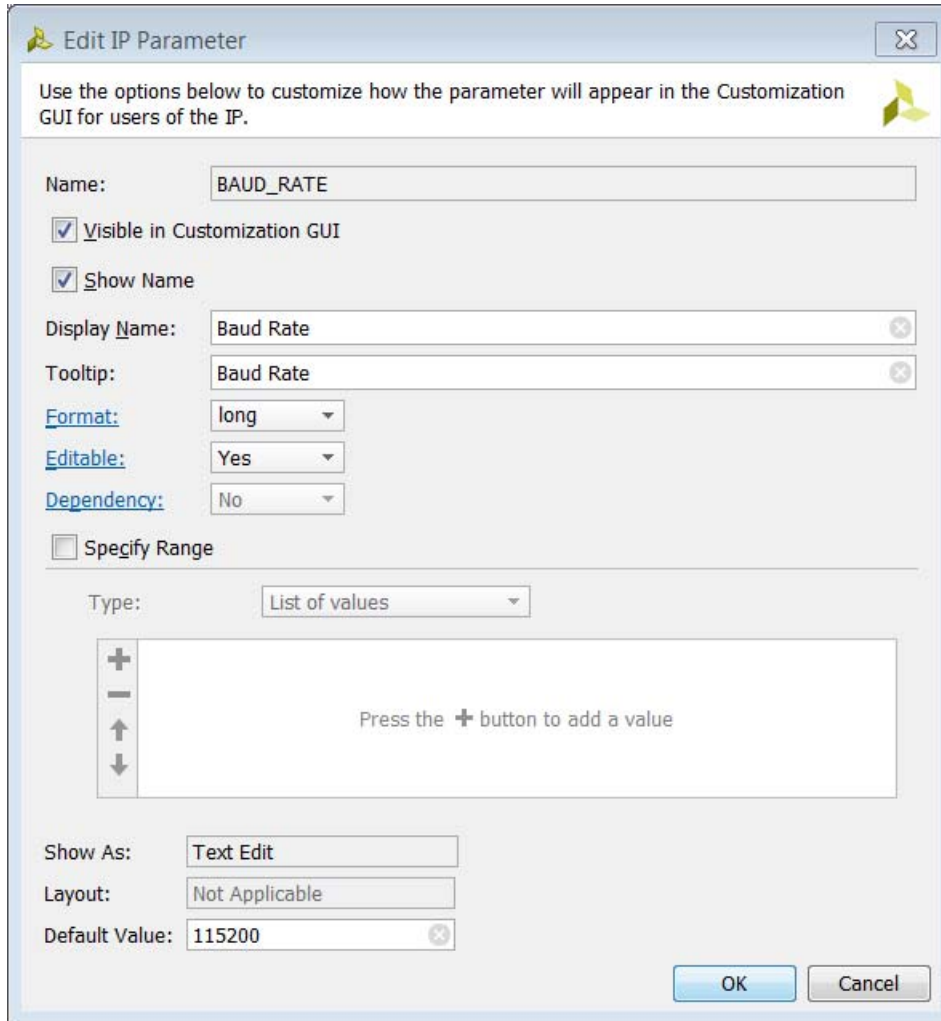 Edit IP Parameter
Use the options below to customize how the parameter will appear in the Customization
GUI for users of the IP.
Name: BAUD_RATE
Visible in Customization GUI
Show Name
Display Name: Baud Rate
Tooltip: Baud Rate
Format: long
Editable: Yes
Dependency: No
Specify Range
Type: List of values
Press the + button to add a value
Show As: Text Edit
Layout: Not Applicable
Default Value: 115200
OK Cancel